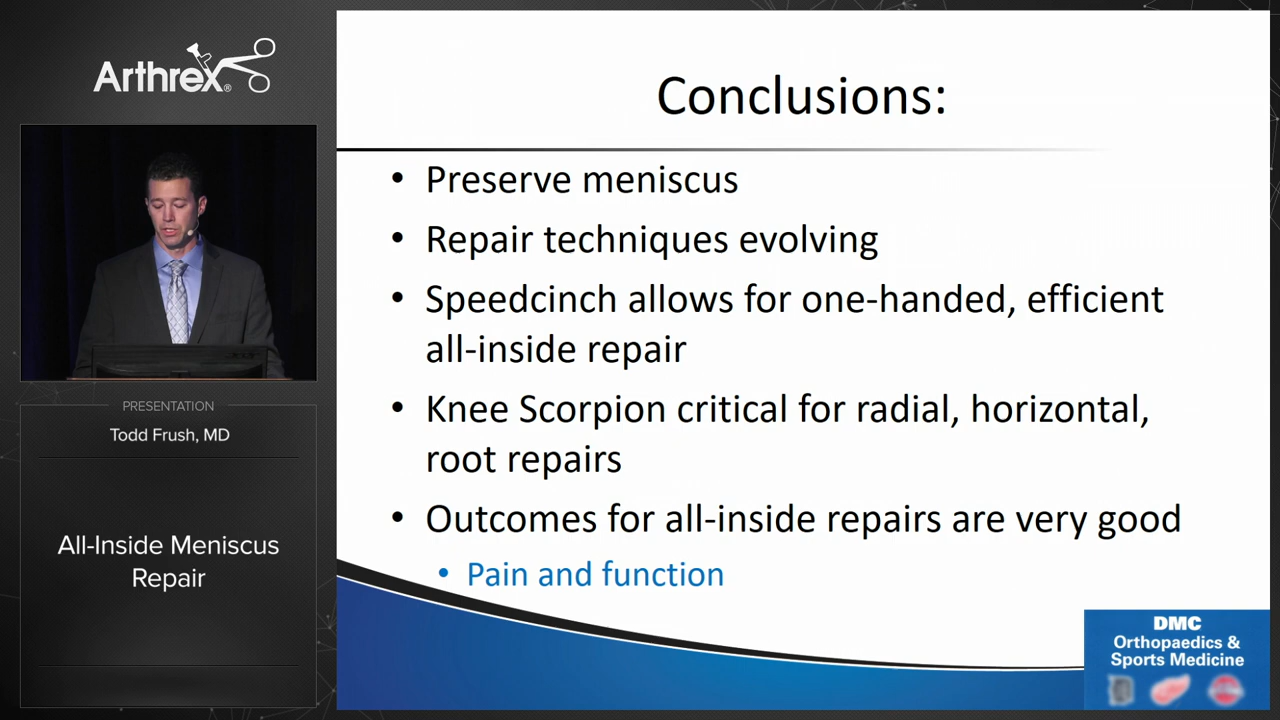 Arthrex®
PRESENTATION
Todd Frush, MD
All-Inside Meniscus
Repair
Conclusions:
• Preserve meniscus
• Repair techniques evolving
• Speedcinch allows for one-handed, efficient
all-inside repair
• Knee Scorpion critical for radial, horizontal,
root repairs
• Outcomes for all-inside repairs are very good
• Pain and function
DMC
Orthopaedics &
Sports Medicine